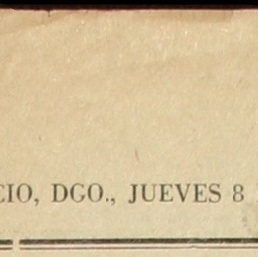 CIO, DGO., JUEVES 8